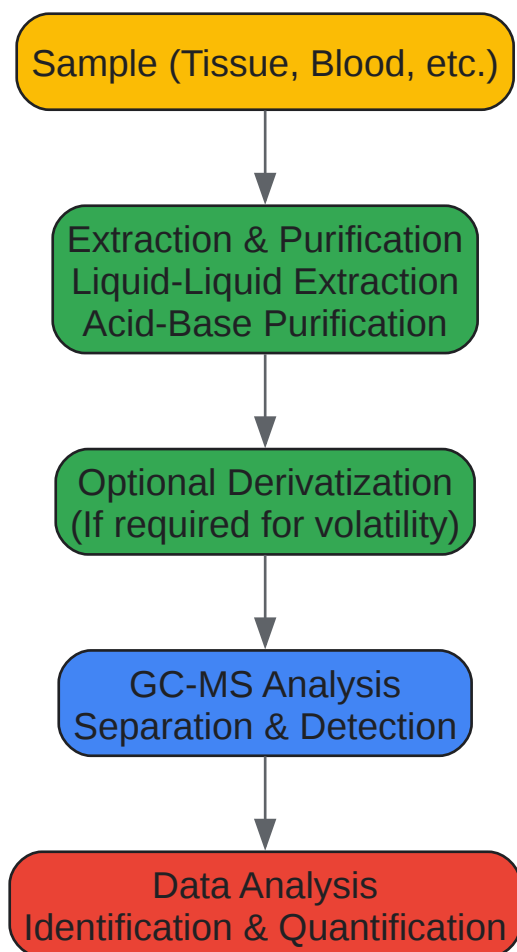 Sample (Tissue, Blood, etc.)
Extraction & Purification
Liquid-Liquid Extraction
Acid-Base Purification
Optional Derivatization
(If required for volatility)
GC-MS Analysis
Separation & Detection
Data Analysis
Identification & Quantification